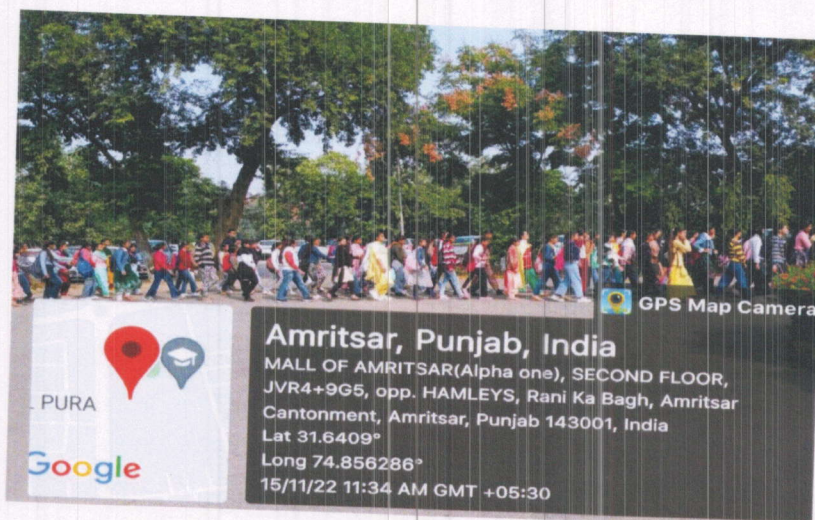 GPS Map Camera
Amritsar, Punjab, India
MALL OF AMRITSAR(Alpha one), SECOND FLOOR,
JVR4+9G5, opp. HAMLEYS, Rani Ka Bagh, Amritsar
Cantonment, Amritsar, Punjab 143001, India
Lat 31.6409°
Long 74.856286°
15/11/22 11:34 AM GMT +05:30
PURA
Google